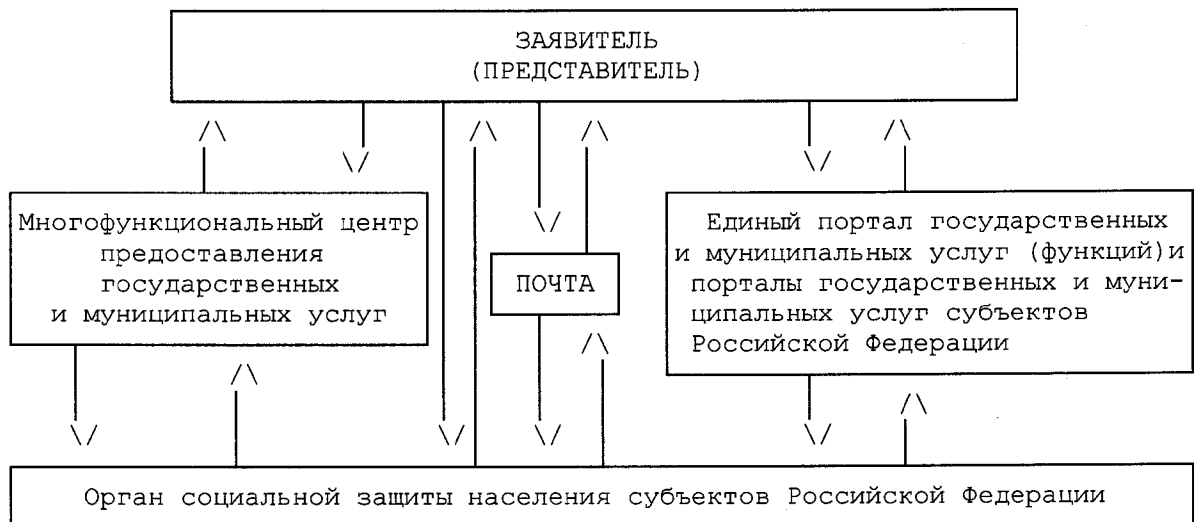 ЗАЯВИТЕЛЬ
(ПРЕДСТАВИТЕЛЬ)
Многофункциональный центр
предоставления
государственных
и муниципальных услуг
ПОЧТА
Единый портал государственных
и муниципальных услуг (функций)и
порталы государственных и муни-
ципальных услуг субъектов
Российской Федерации
Орган социальной защиты населения субъектов Российской Федерации